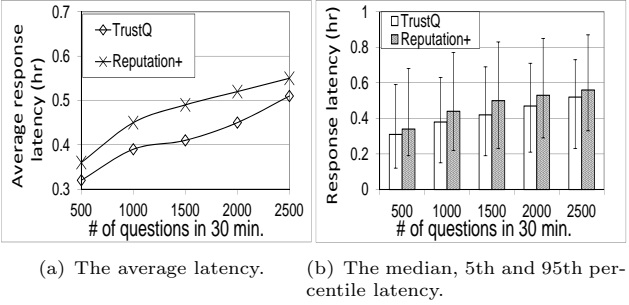 0.7
0.6
0.5
0.4
0.3
Average response
latency (hr)
TrustQ
Reputation+
500 1000 1500 2000 2500
# of questions in 30 min.
(a) The average latency.
1
0.8
0.6
0.4
0.2
0
Response latency (hr)
TrustQ
Reputation+
500 1000 1500 2000 2500
# of questions in 30 min.
(b) The median, 5th and 95th per-
centile latency.